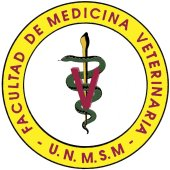 FACULTAD DE MEDICINA VETERINARIA
V
- U.N.M.S.M -